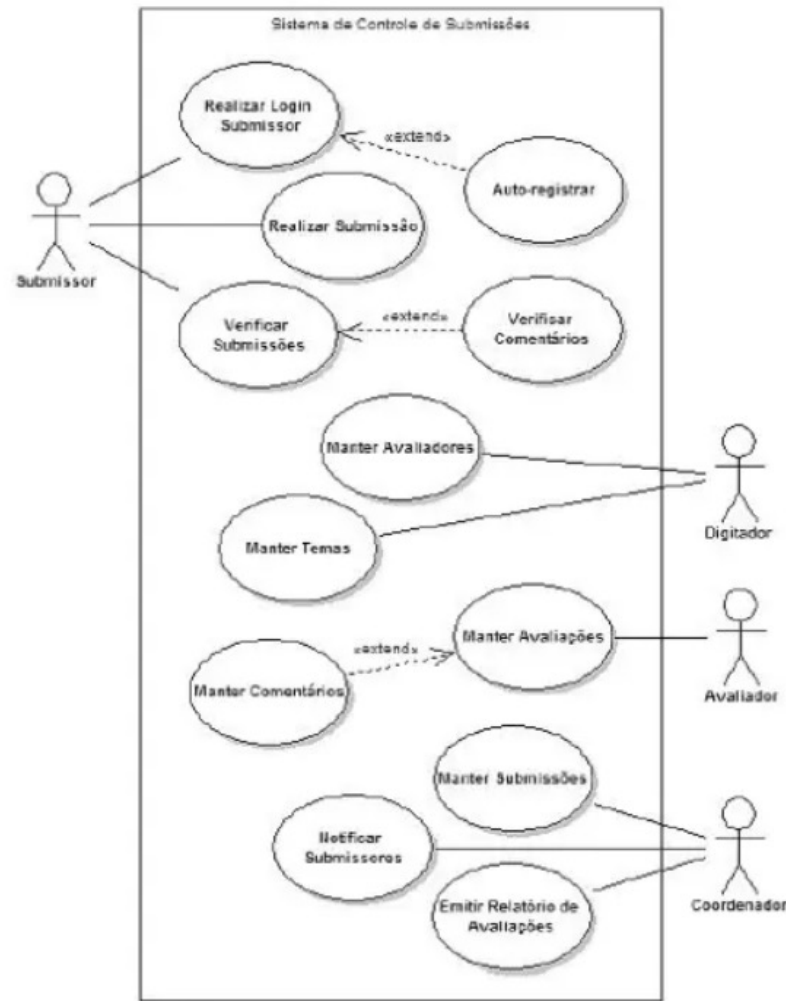 Sistema de Controle de Submissões
Realizar Login
Submissor
«extend»
Auto-registrar
Realizar Submissão
Submissor
Verificar
Submissões
«extend»
Verificar
Comentários
Manter Avaliadores
Digitador
Manter Temas
Manter Avaliações
«extend»
Manter Comentários
Avaliador
Manter Submissões
Notificar
Submissores
Coordenador
Emitir Relatório de
Avaliações